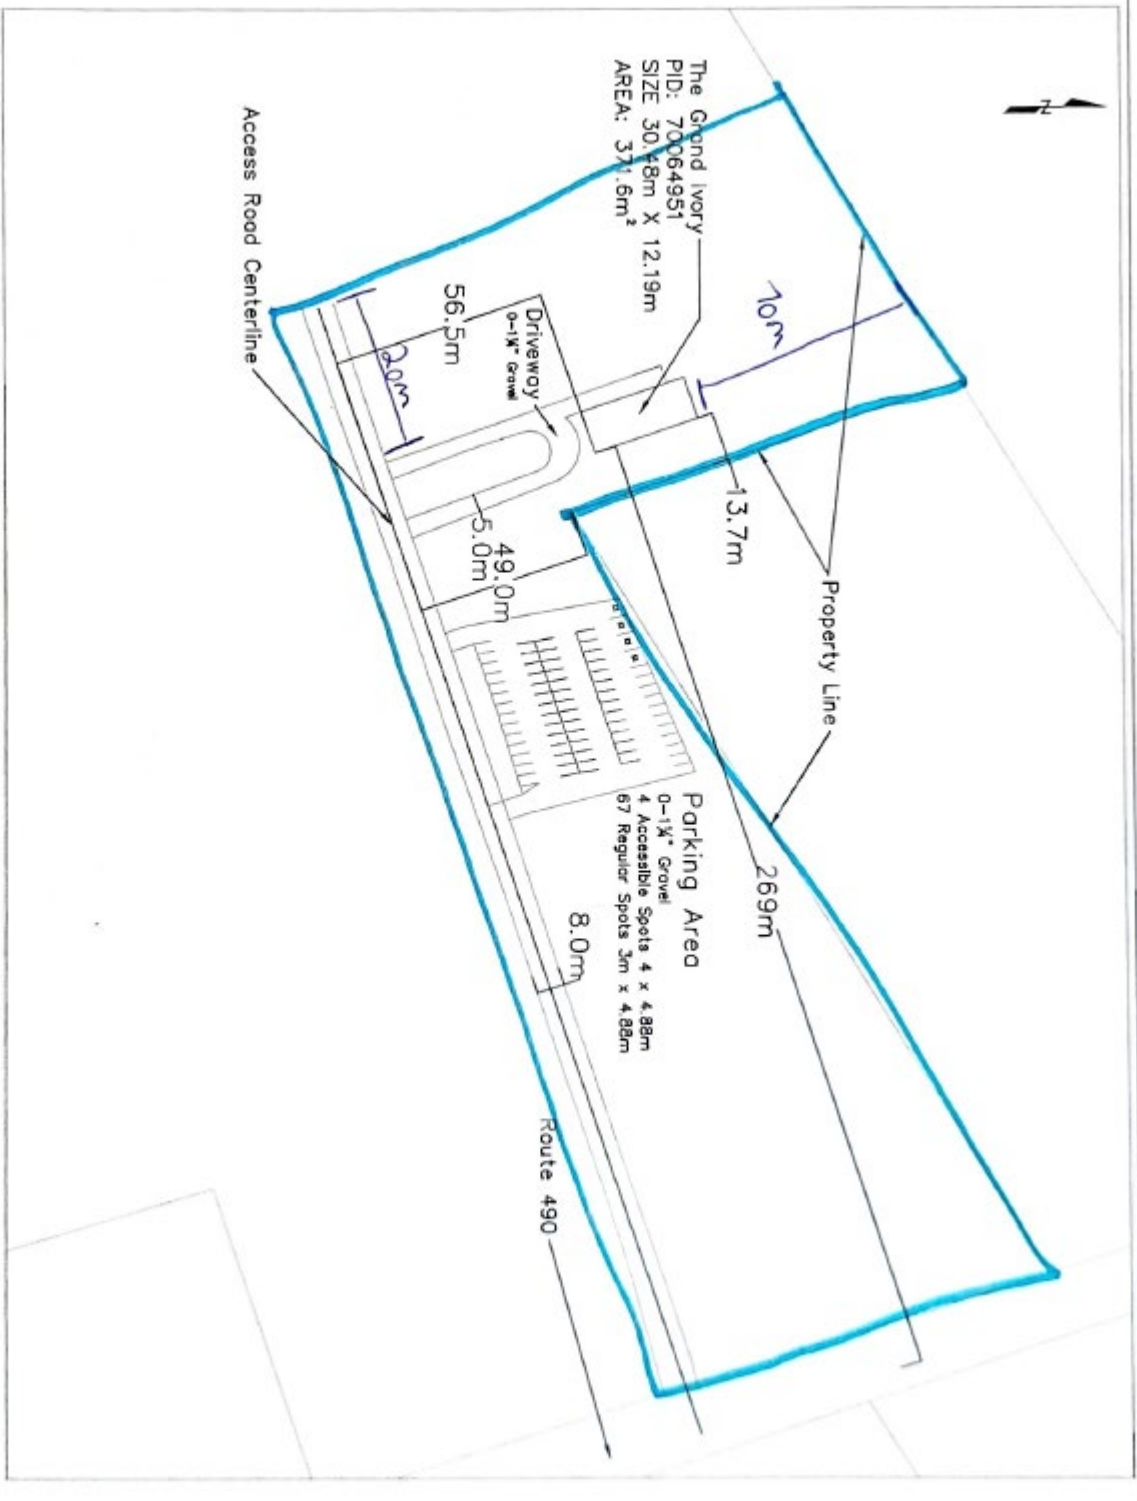 The Grand Ivory
PID: 70064951
SIZE 30.48m X 12.19m
AREA: 371.6m²
N
10m
Access Road Centerline
56.5m
20m
Driveway
0-1¼" Gravel
13.7m
49.0m
5.0m
Property Line
Parking Area
0-1¼" Gravel
4 Accessible Spots 4 x 4.88m
67 Regular Spots 3m x 4.88m
269m
8.0m
Route 490